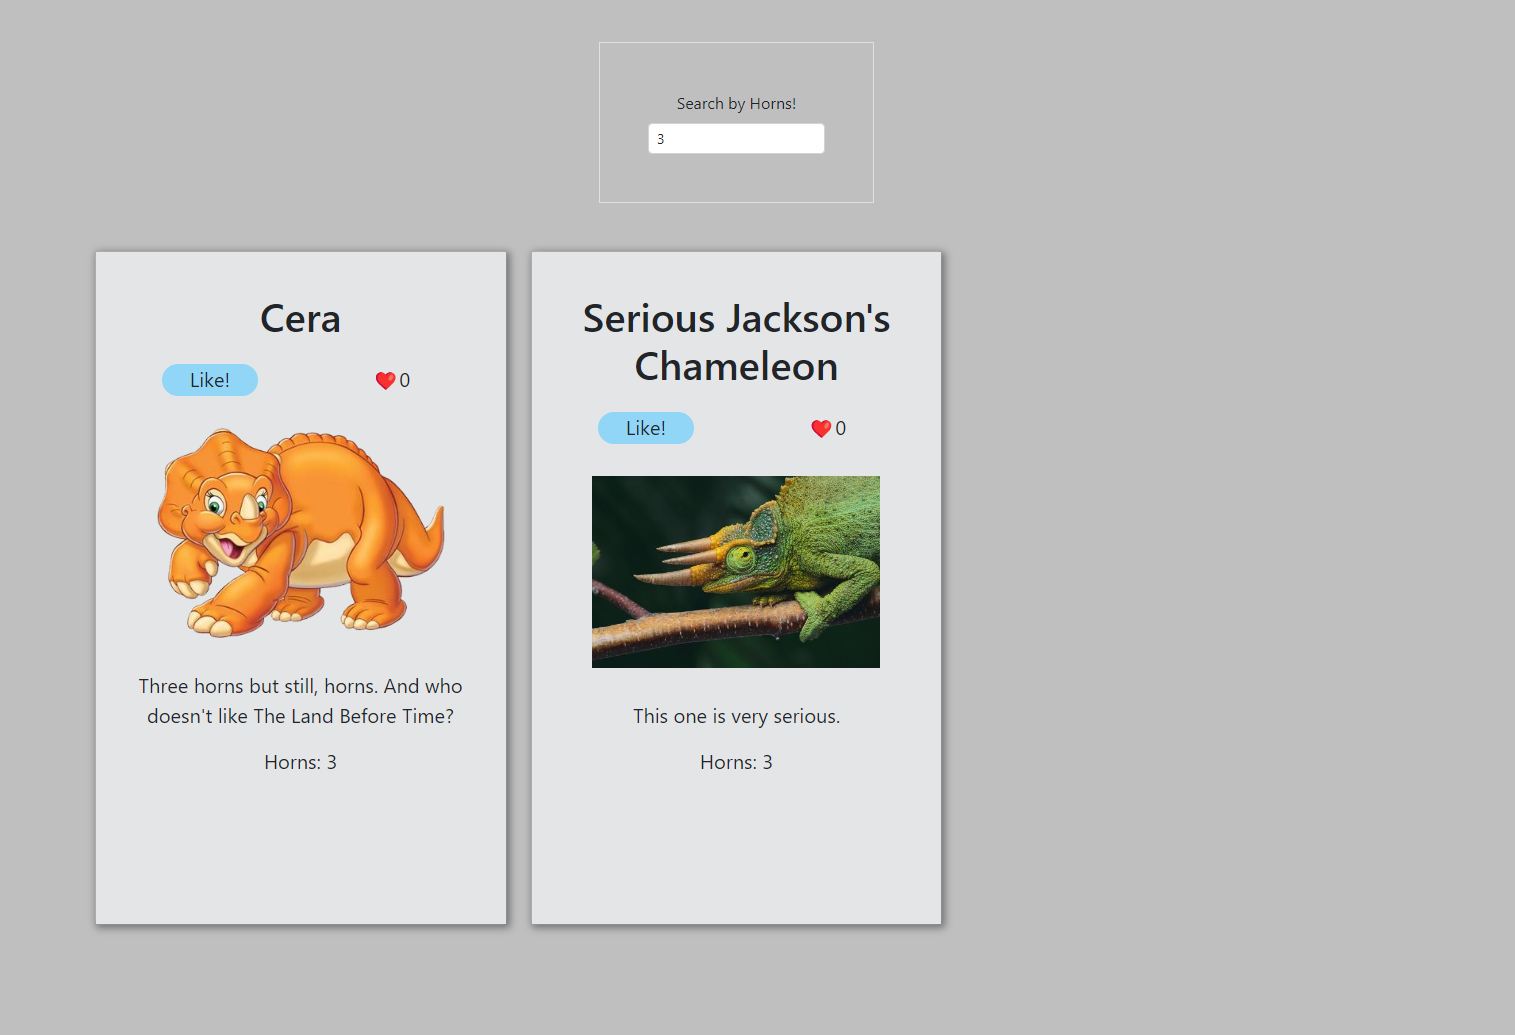 Search by Horns!
3
Cera
Like!
❤️0
Three horns but still, horns. And who
doesn't like The Land Before Time?
Horns: 3
Serious Jackson's
Chameleon
Like!
❤️0
This one is very serious.
Horns: 3